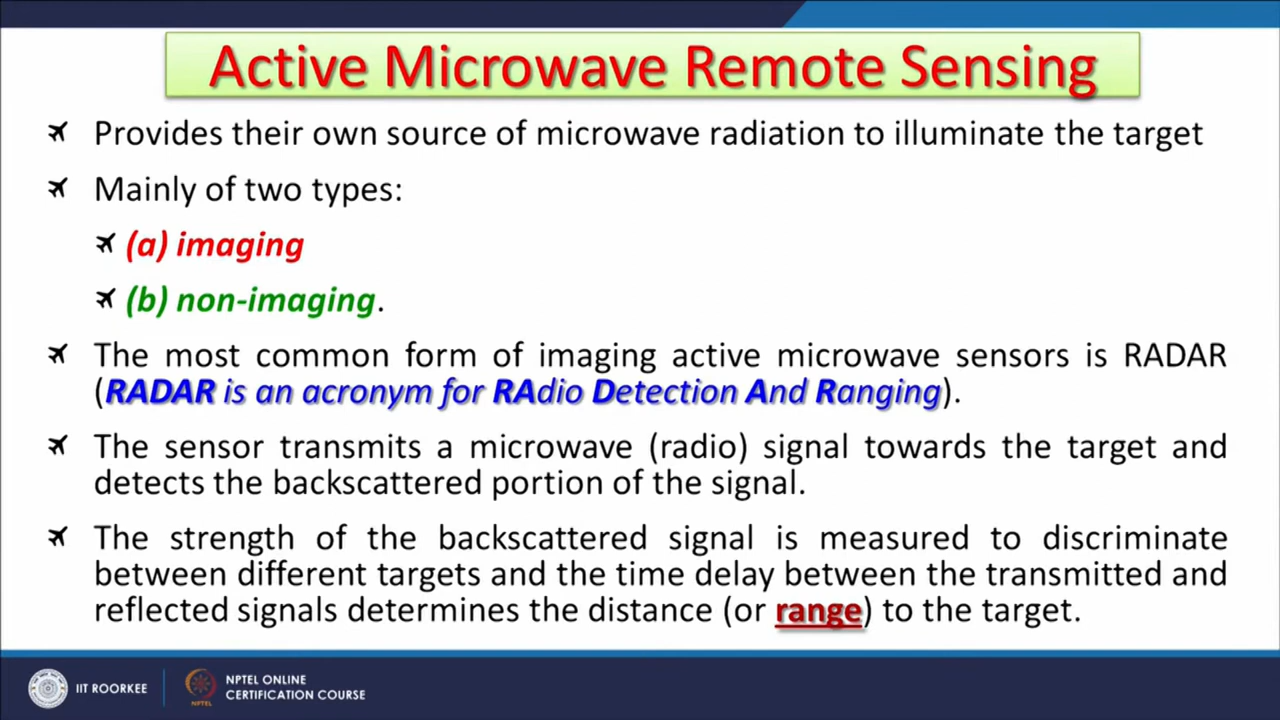 Active Microwave Remote Sensing
Provides their own source of microwave radiation to illuminate the target
Mainly of two types:
(a) imaging
(b) non-imaging.
The most common form of imaging active microwave sensors is RADAR
(RADAR is an acronym for RAdio Detection And Ranging).
The sensor transmits a microwave (radio) signal towards the target and
detects the backscattered portion of the signal.
The strength of the backscattered signal is measured to discriminate
between different targets and the time delay between the transmitted and
reflected signals determines the distance (or range) to the target.
IIT ROORKEE
NPTEL
NPTEL ONLINE
CERTIFICATION COURSE